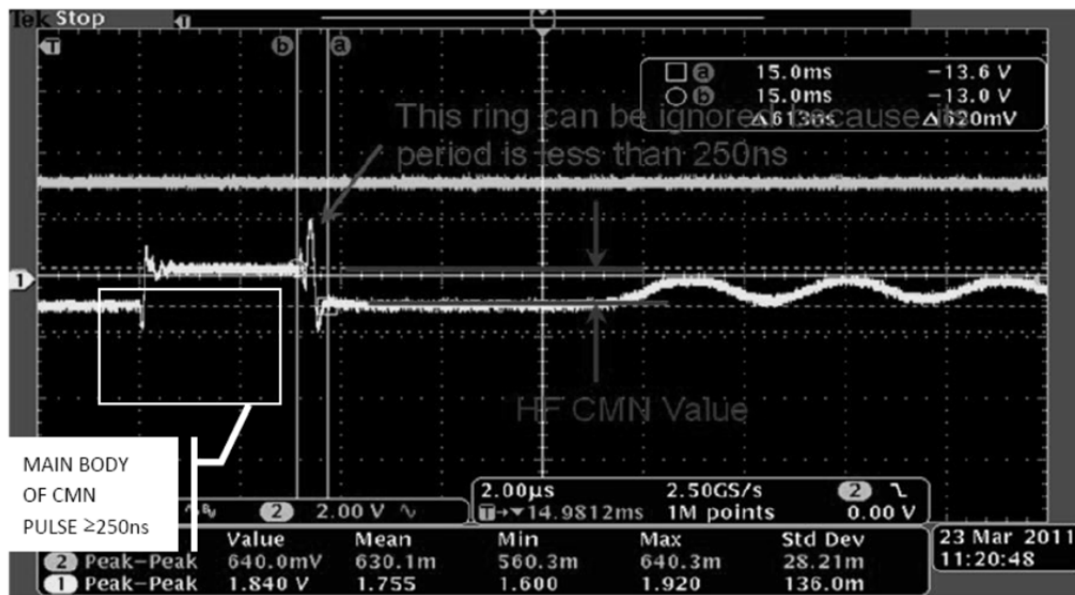 Tek Stop
T
b a
a 15.0ms −13.6 V
b 15.0ms −13.0 V
Δ613ns Δ620mV
This ring can be ignored because its
period is less than 250ns
1
HF CMN Value
MAIN BODY
OF CMN
PULSE ≥250ns
2 2.00 V
2.00µs 2.50GS/s 2
T→▼14.9812ms 1M points 0.00 V
Value Mean Min Max Std Dev
2 Peak−Peak 640.0mV 630.1m 560.3m 640.3m 28.21m
1 Peak−Peak 1.840 V 1.755 1.600 1.920 136.0m
23 Mar 2011
11:20:48